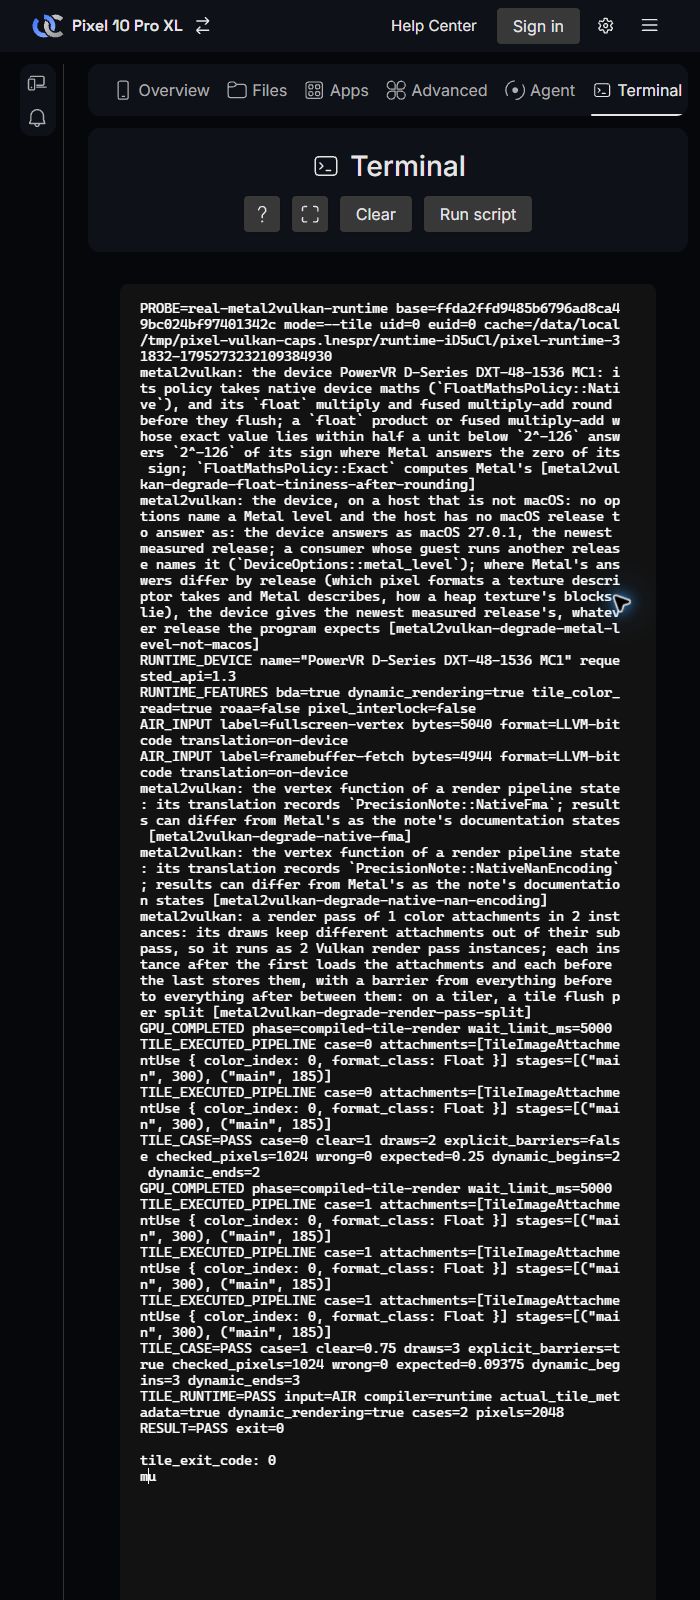 Pixel 10 Pro XL
Help Center
Sign in
Overview
Files
Apps
Advanced
Agent
Terminal
Terminal
?
Clear
Run script
PROBE=real-metal2vulkan-runtime base=ffda2ffd9485b6796ad8ca4
9bc024bf97401342c mode=--tile uid=0 euid=0 cache=/data/local
/tmp/pixel-vulkan-caps.lnespr/runtime-iD5uCl/pixel-runtime-3
1832-1795273232109384930
metal2vulkan: the device PowerVR D-Series DXT-48-1536 MC1: i
ts policy takes native device maths (`FloatMathsPolicy::Nati
ve`), and its `float` multiply and fused multiply-add round 
before they flush; a `float` product or fused multiply-add w
hose exact value lies within half a unit below `2^-126` answ
ers `2^-126` of its sign where Metal answers the zero of its
 sign; `FloatMathsPolicy::Exact` computes Metal's [metal2vul
kan-degrade-float-tininess-after-rounding]
metal2vulkan: the device, on a host that is not macOS: no op
tions name a Metal level and the host has no macOS release t
o answer as: the device answers as macOS 27.0.1, the newest 
measured release; a consumer whose guest runs another releas
e names it (`DeviceOptions::metal_level`); where Metal's ans
wers differ by release (which pixel formats a texture descri
ptor takes and Metal describes, how a heap texture's blocks 
lie), the device gives the newest measured release's, whatev
er release the program expects [metal2vulkan-degrade-metal-l
evel-not-macos]
RUNTIME_DEVICE name="PowerVR D-Series DXT-48-1536 MC1" reque
sted_api=1.3
RUNTIME_FEATURES bda=true dynamic_rendering=true tile_color_
read=true roaa=false pixel_interlock=false
AIR_INPUT label=fullscreen-vertex bytes=5040 format=LLVM-bit
code translation=on-device
AIR_INPUT label=framebuffer-fetch bytes=4944 format=LLVM-bit
code translation=on-device
metal2vulkan: the vertex function of a render pipeline state
: its translation records `PrecisionNote::NativeFma`; result
s can differ from Metal's as the note's documentation states
 [metal2vulkan-degrade-native-fma]
metal2vulkan: the vertex function of a render pipeline state
: its translation records `PrecisionNote::NativeNanEncoding`
; results can differ from Metal's as the note's documentatio
n states [metal2vulkan-degrade-native-nan-encoding]
metal2vulkan: a render pass of 1 color attachments in 2 inst
ances: its draws keep different attachments out of their sub
pass, so it runs as 2 Vulkan render pass instances; each ins
tance after the first loads the attachments and each before 
the last stores them, with a barrier from everything before 
to everything after between them: on a tiler, a tile flush p
er split [metal2vulkan-degrade-render-pass-split]
GPU_COMPLETED phase=compiled-tile-render wait_limit_ms=5000
TILE_EXECUTED_PIPELINE case=0 attachments=[TileImageAttachme
ntUse { color_index: 0, format_class: Float }] stages=[("mai
n", 300), ("main", 185)]
TILE_EXECUTED_PIPELINE case=0 attachments=[TileImageAttachme
ntUse { color_index: 0, format_class: Float }] stages=[("mai
n", 300), ("main", 185)]
TILE_CASE=PASS case=0 clear=1 draws=2 explicit_barriers=fals
e checked_pixels=1024 wrong=0 expected=0.25 dynamic_begins=2
 dynamic_ends=2
GPU_COMPLETED phase=compiled-tile-render wait_limit_ms=5000
TILE_EXECUTED_PIPELINE case=1 attachments=[TileImageAttachme
ntUse { color_index: 0, format_class: Float }] stages=[("mai
n", 300), ("main", 185)]
TILE_EXECUTED_PIPELINE case=1 attachments=[TileImageAttachme
ntUse { color_index: 0, format_class: Float }] stages=[("mai
n", 300), ("main", 185)]
TILE_EXECUTED_PIPELINE case=1 attachments=[TileImageAttachme
ntUse { color_index: 0, format_class: Float }] stages=[("mai
n", 300), ("main", 185)]
TILE_CASE=PASS case=1 clear=0.75 draws=3 explicit_barriers=t
rue checked_pixels=1024 wrong=0 expected=0.09375 dynamic_beg
ins=3 dynamic_ends=3
TILE_RUNTIME=PASS input=AIR compiler=runtime actual_tile_met
adata=true dynamic_rendering=true cases=2 pixels=2048
RESULT=PASS exit=0
tile_exit_code: 0
mu